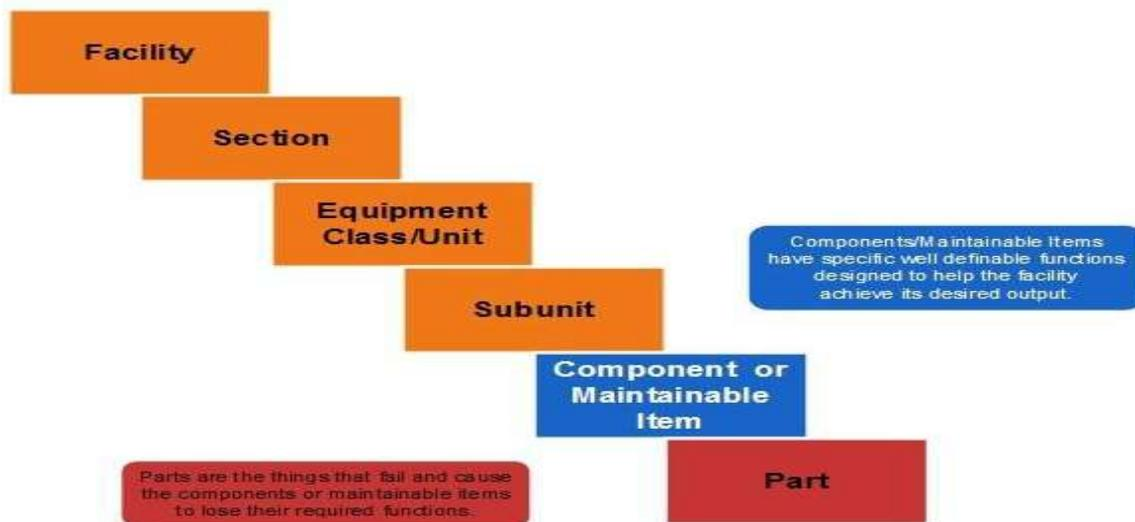 Facility
Section
Equipment
Class/Unit
Subunit
Components/Maintainable Items
have specific well definable functions
designed to help the facility
achieve its desired output.
Component or
Maintainable
Item
Part
Parts are the things that fail and cause
the components or maintainable items
to lose their required functions.